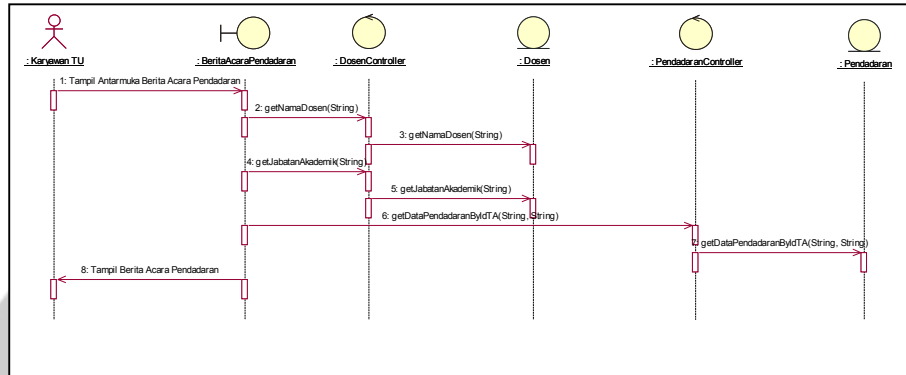 : Karyawan TU
: BeritaAcaraPendadaran
: DosenController
: Dosen
: PendadaranController
: Pendadaran
1: Tampil Antarmuka Berita Acara Pendadaran
2: getNamaDosen(String)
3: getNamaDosen(String)
4: getJabatanAkademik(String)
5: getJabatanAkademik(String)
6: getDataPendadaranByIdTA(String, String)
7: getDataPendadaranByIdTA(String, String)
8: Tampil Berita Acara Pendadaran